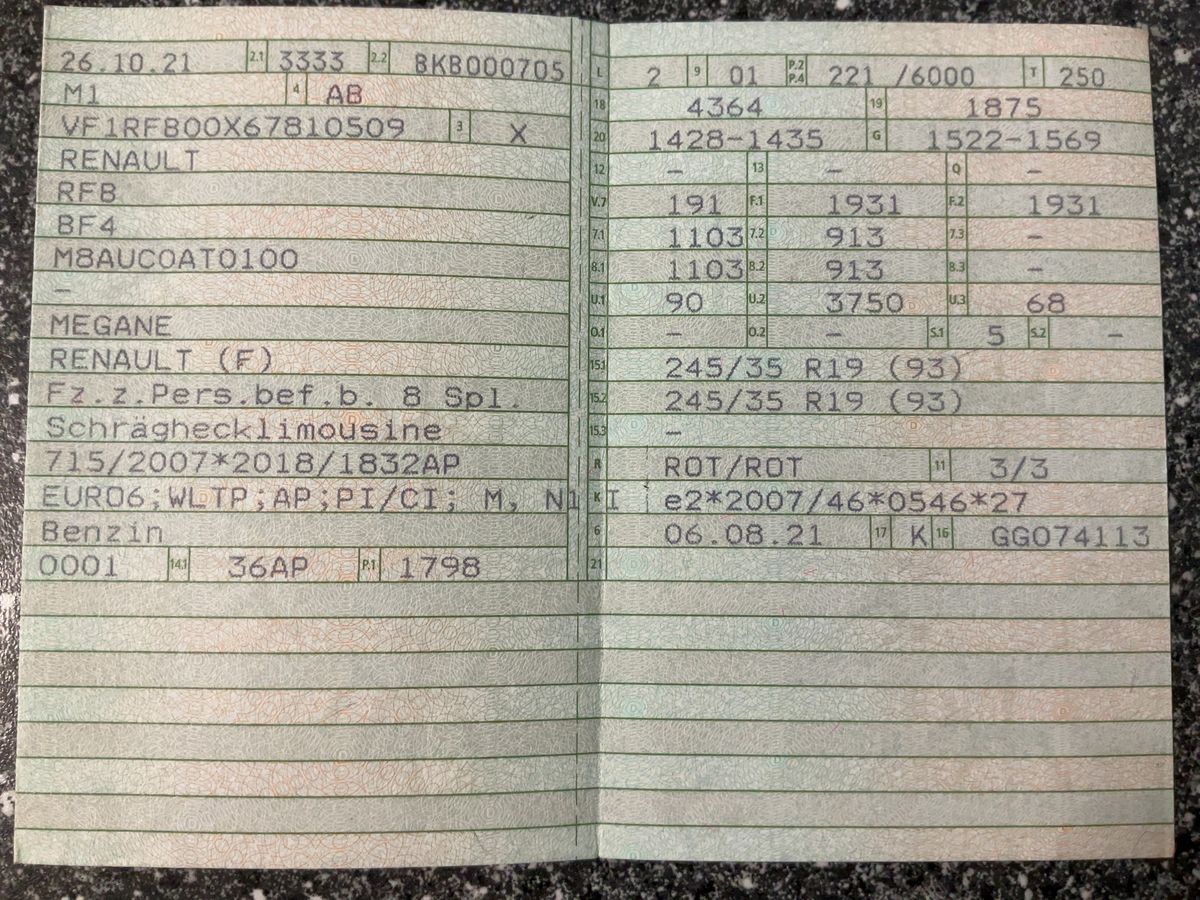 26.10.21 2.1 3333 2.2 BKB000705
M1 4 AB
VF1RFB00X67810509 3 X
RENAULT
RFB
BF4
M8AUC0AT0100
–
MEGANE
RENAULT (F)
Fz.z.Pers.bef.b. 8 Spl.
Schräghecklimousine
715/2007*2018/1832AP
EURO6;WLTP;AP;PI/CI; M, N1 I
Benzin
0001 14.1 36AP P.1 1798
L 2 9 01 P.2 P.4 221 /6000 T 250
18 4364 19 1875
20 1428-1435 G 1522-1569
12 – 13 – Q –
V.7 191 F.1 1931 F.2 1931
7.1 1103 7.2 913 7.3 –
8.1 1103 8.2 913 8.3 –
U.1 90 U.2 3750 U.3 68
O.1 – O.2 – S.1 5 S.2 –
15.1 245/35 R19 (93)
15.2 245/35 R19 (93)
15.3 –
R ROT/ROT 11 3/3
K e2*2007/46*0546*27
6 06.08.21 17 K 16 GG074113
21